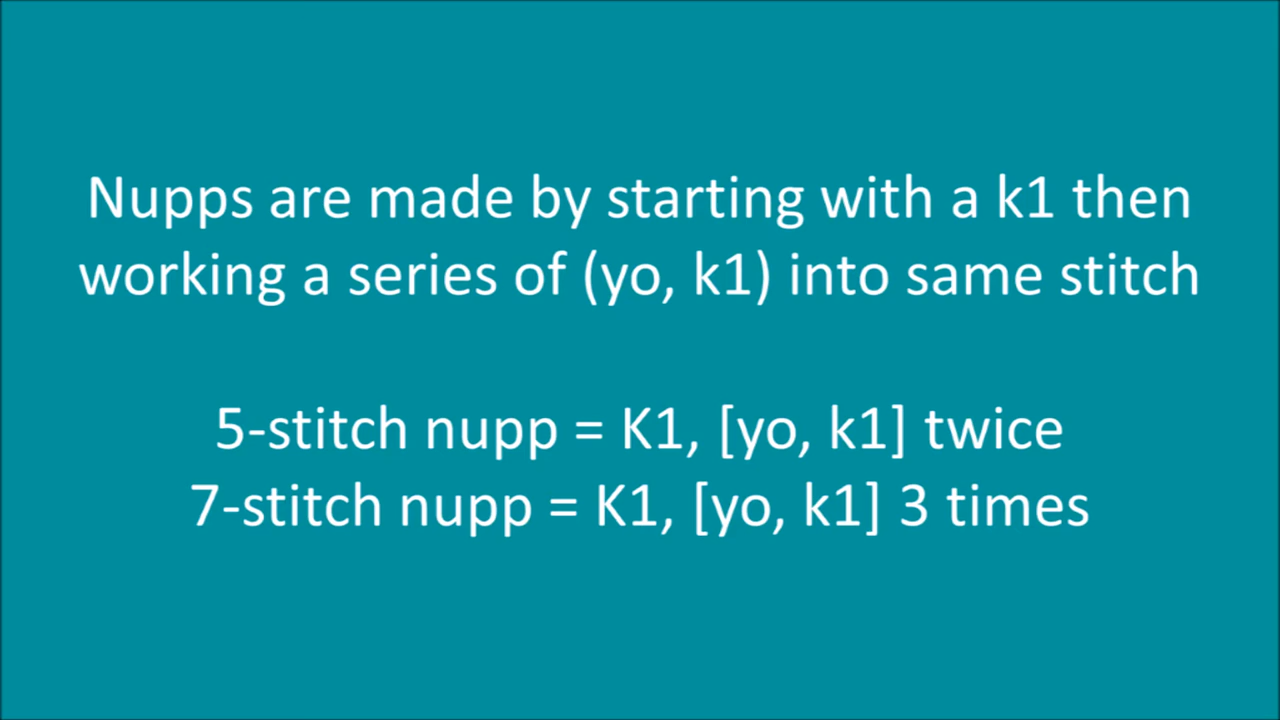 Nupps are made by starting with a k1 then
working a series of (yo, k1) into same stitch
5-stitch nupp = K1, [yo, k1] twice
7-stitch nupp = K1, [yo, k1] 3 times